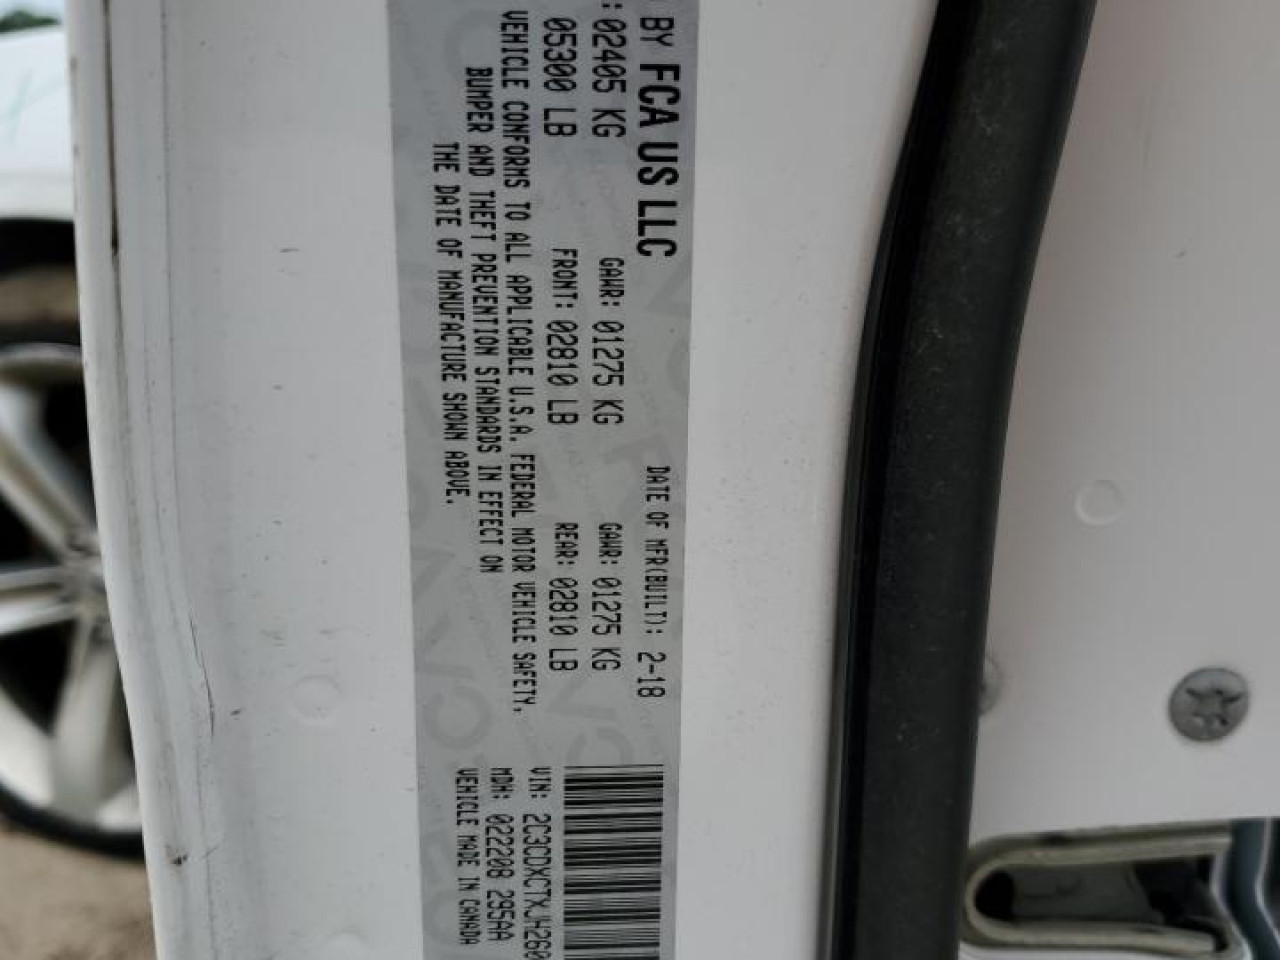 BY FCA US LLC
DATE OF MFR(BUILT): 2-18
: 02405 KG
GAWR: 01275 KG
GAWR: 01275 KG
05300 LB
FRONT: 02810 LB
REAR: 02810 LB
VEHICLE CONFORMS TO ALL APPLICABLE U.S.A. FEDERAL MOTOR VEHICLE SAFETY,
BUMPER AND THEFT PREVENTION STANDARDS IN EFFECT ON
THE DATE OF MANUFACTURE SHOWN ABOVE.
VIN: 2C3CDXCTXJH260
MDH: 022208 295AA
VEHICLE MADE IN CANADA